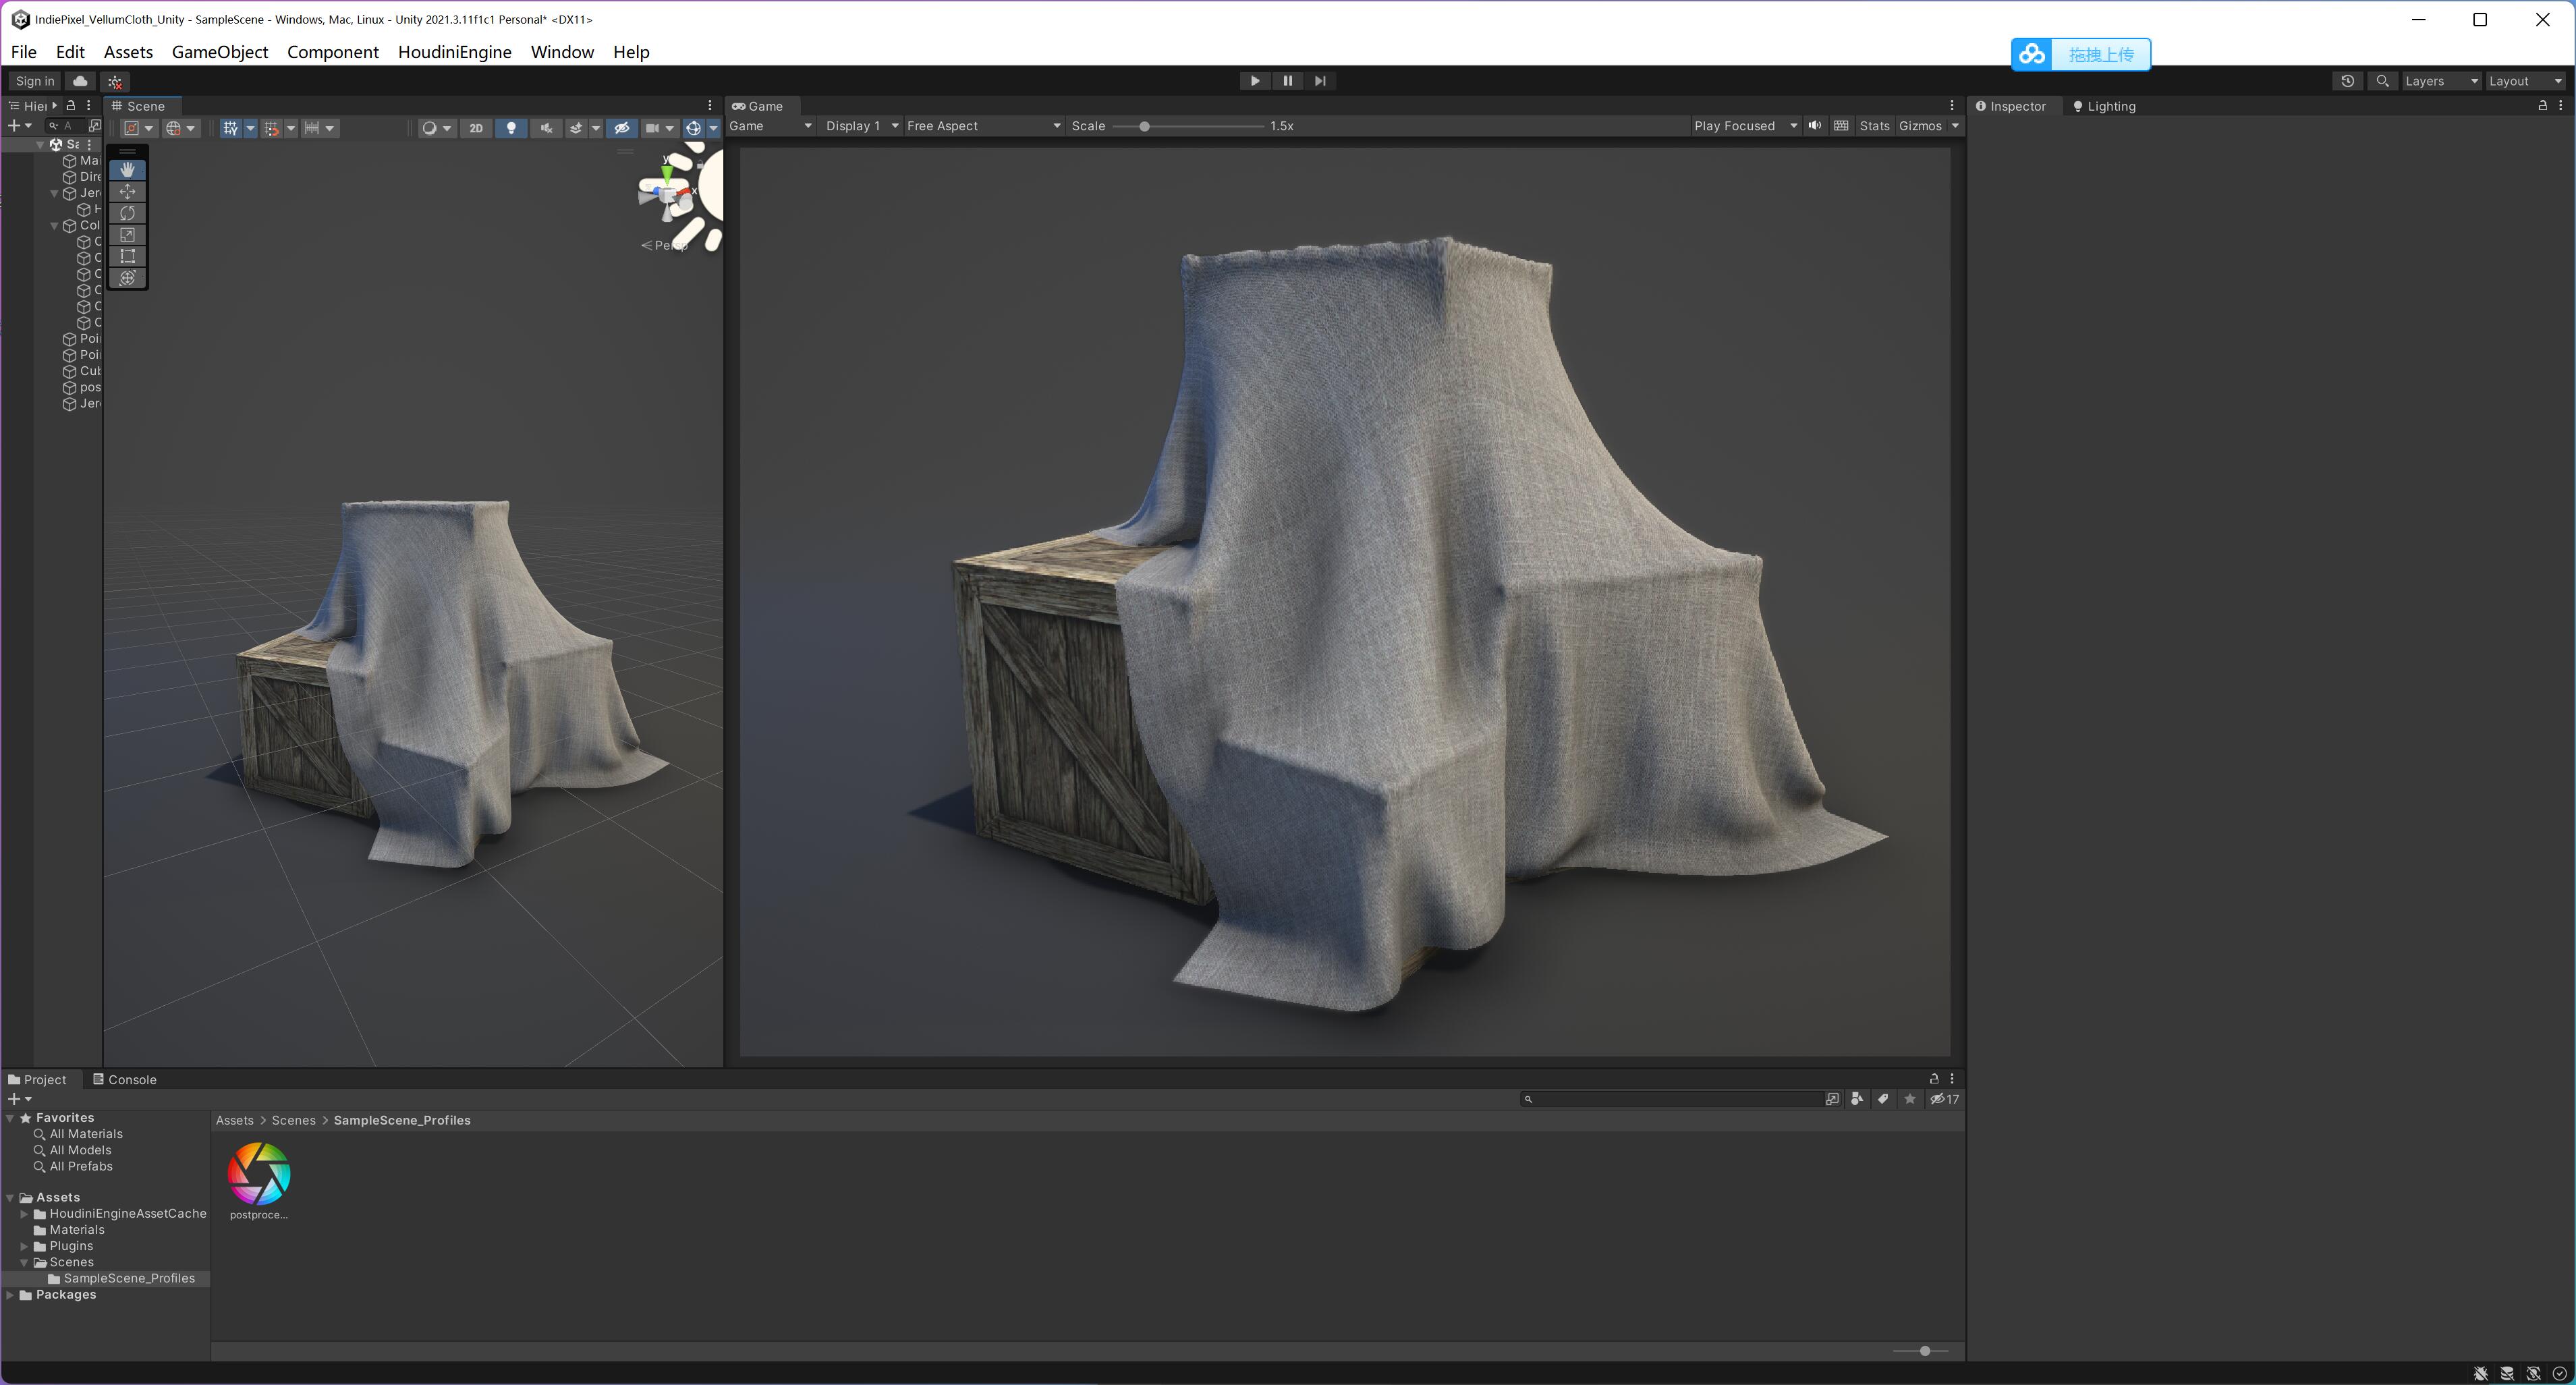 IndiePixel_VellumCloth_Unity - SampleScene - Windows, Mac, Linux - Unity 2021.3.11f1c1 Personal* <DX11>
File Edit Assets GameObject Component HoudiniEngine Window Help
拖拽上传
Sign in
Layers Layout
Hier
Scene
Game
Inspector
Lighting
2D
Game Display 1 Free Aspect Scale 1.5x Play Focused Stats Gizmos
A
Sa
Mai
Dire
Jer
H
Col
C
C
C
C
C
C
Poi
Poi
Cub
pos
Jer
y
x
Persp
Project Console
17
Favorites
All Materials
All Models
All Prefabs
Assets
HoudiniEngineAssetCache
Materials
Plugins
Scenes
SampleScene_Profiles
Packages
Assets > Scenes > SampleScene_Profiles
postproce...